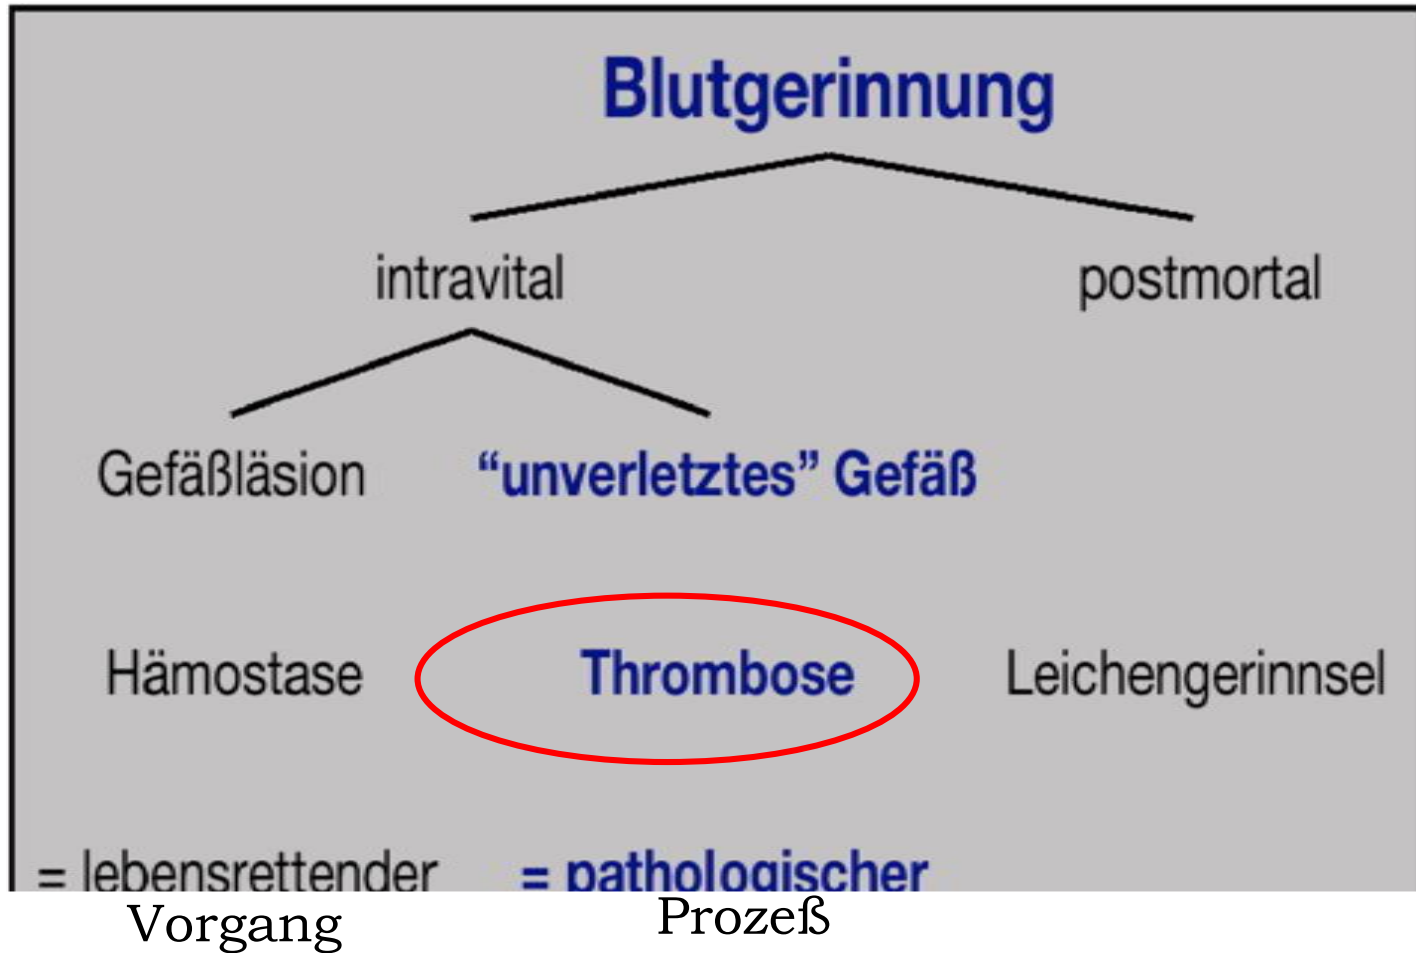 Blutgerinnung
intravital postmortal
Gefäßläsion “unverletztes” Gefäß
Hämostase Thrombose Leichengerinnsel
= lebensrettender = pathologischer
Vorgang Prozeß